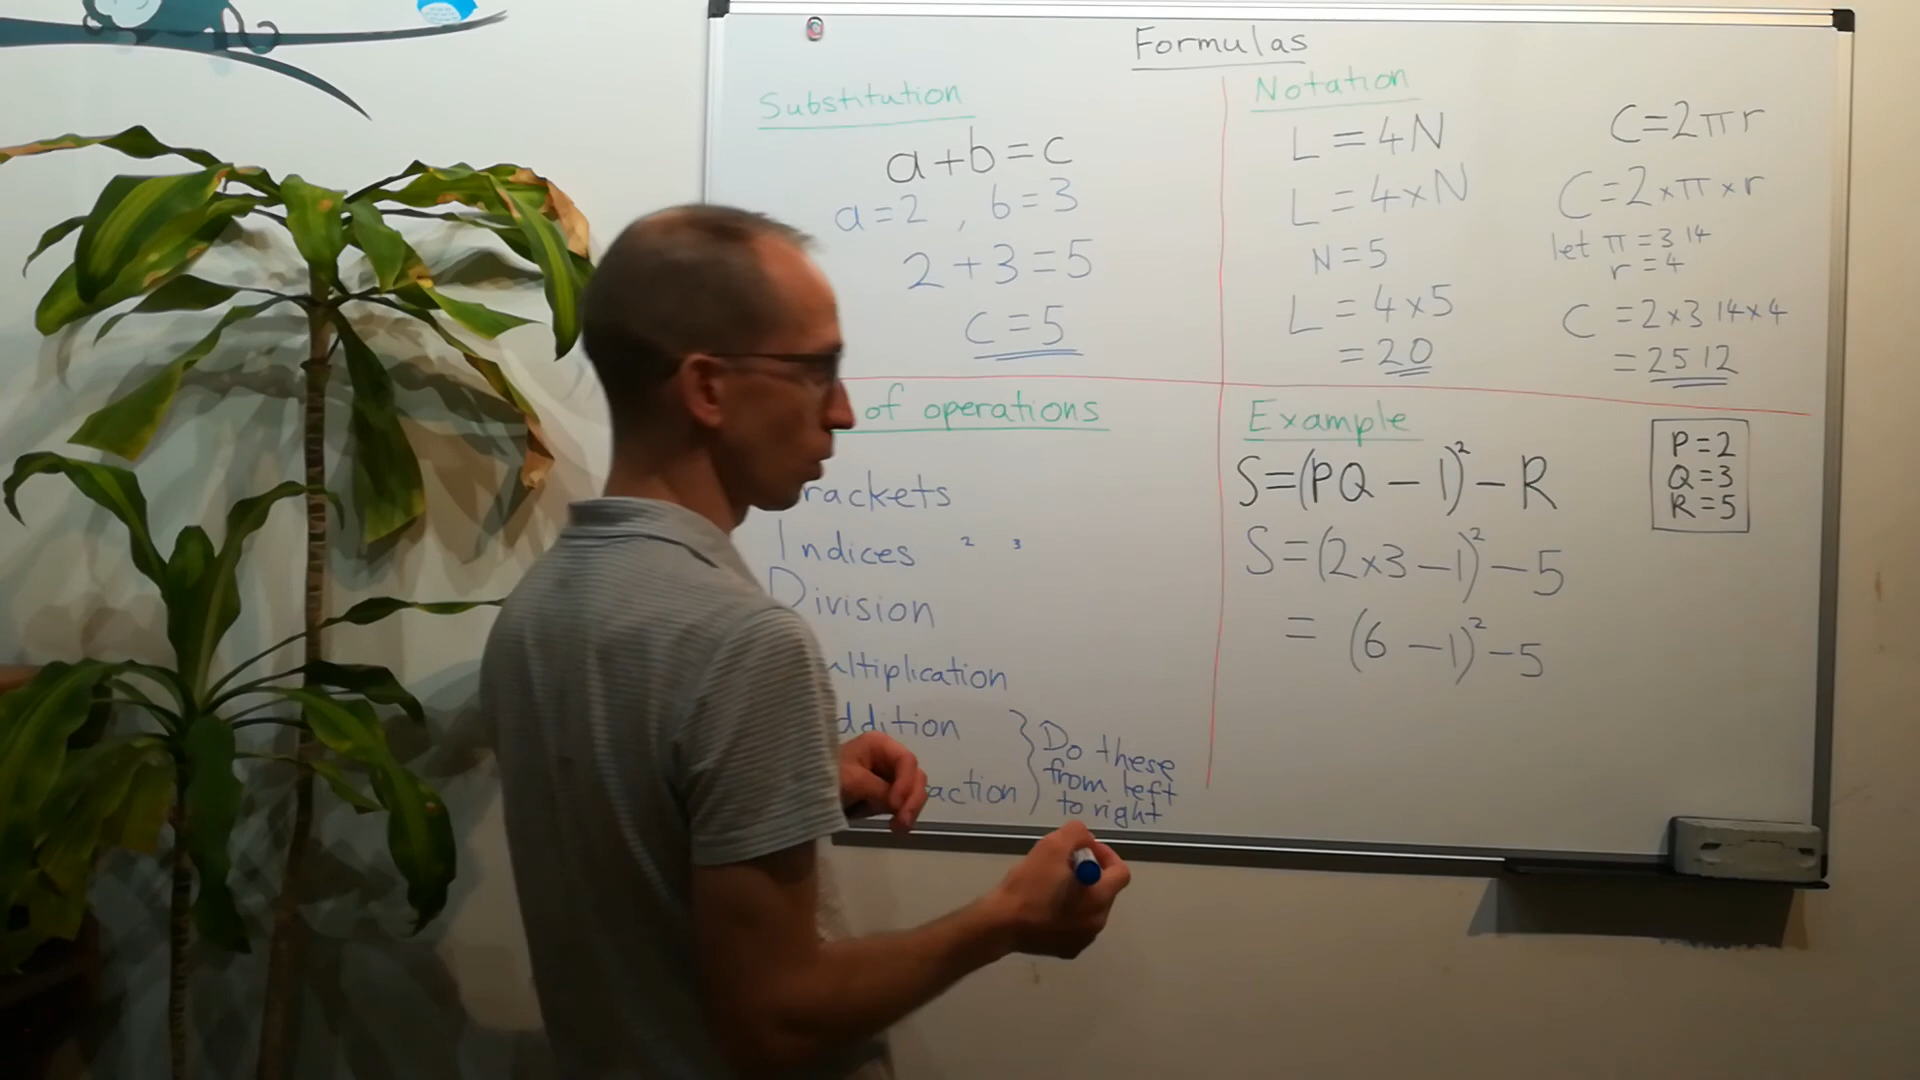 Formulas
Substitution
a+b=c
a=2 , b=3
2+3=5
c=5
Notation
L=4N
L=4×N
N=5
L=4×5
=20
C=2πr
C=2×π×r
let π=3 14
r=4
C=2×3 14×4
=25 12
of operations
rackets
Indices ² ³
Division
ltiplication
ddition
action
} Do these
from left
to right
Example
S=(PQ-1)²-R
S=(2×3-1)²-5
= (6-1)²-5
P=2
Q=3
R=5